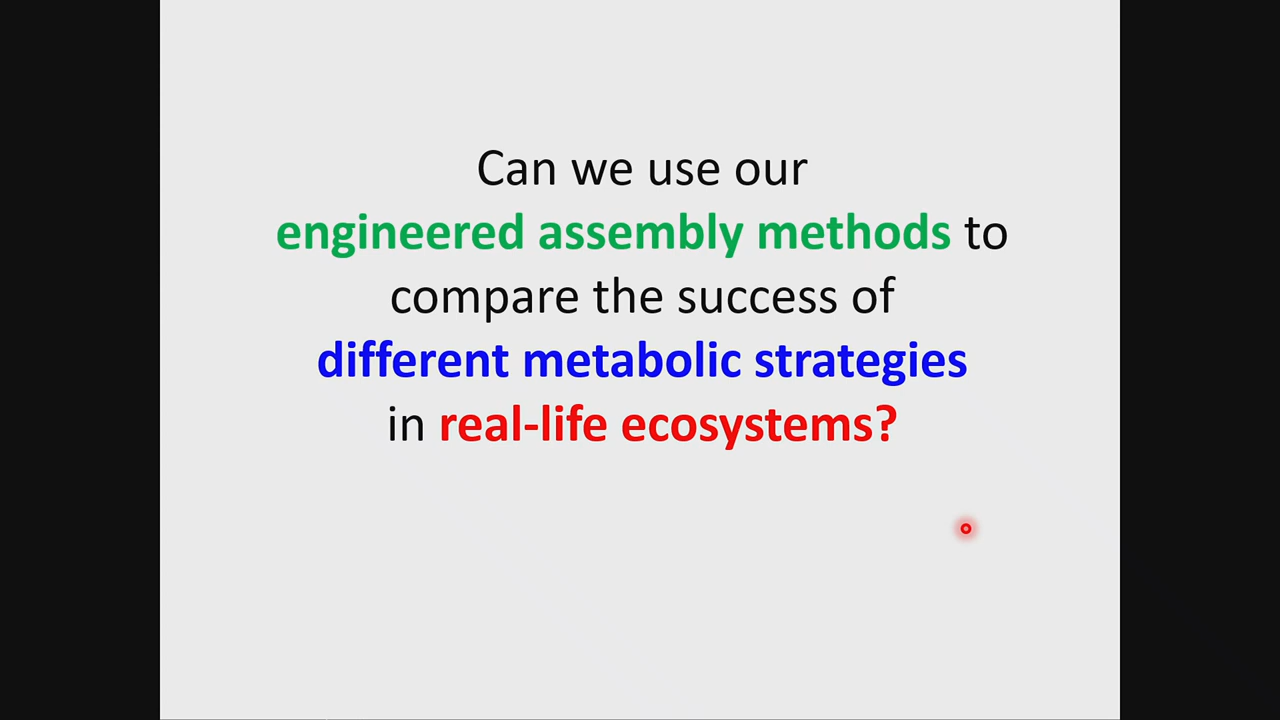 Can we use our
engineered assembly methods to
compare the success of
different metabolic strategies
in real-life ecosystems?